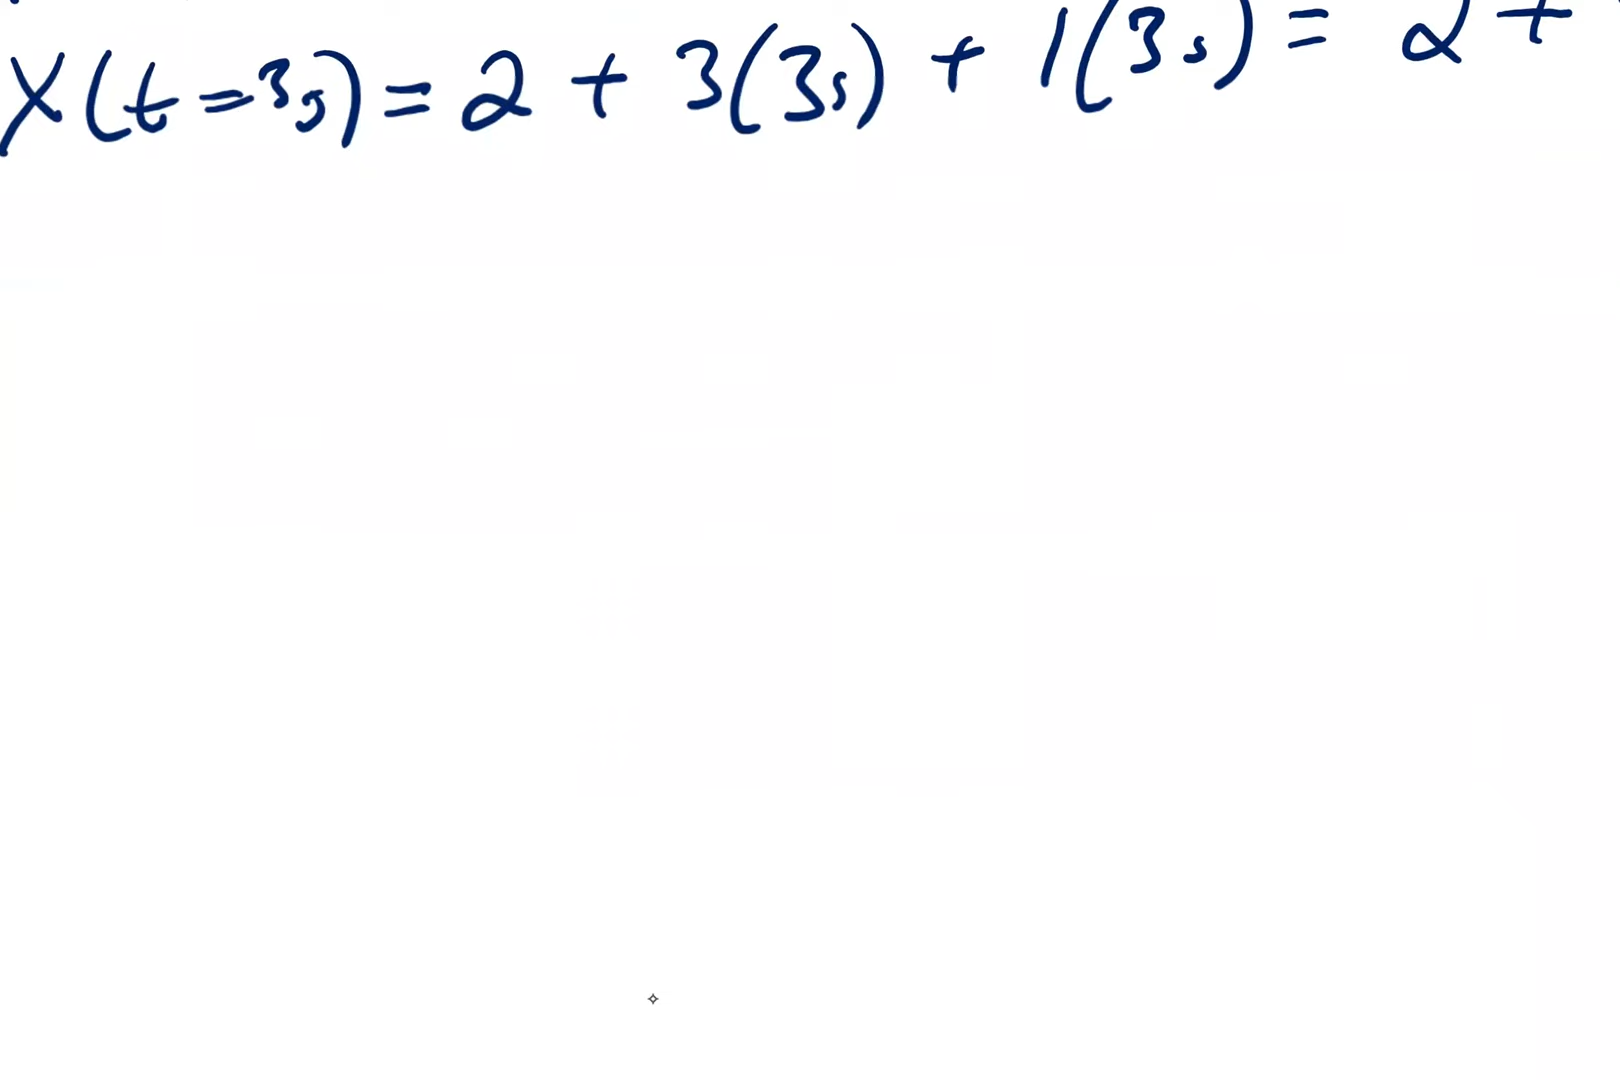 x(t=3s) = 2 + 3(3s) + 1(3s) = 2 +